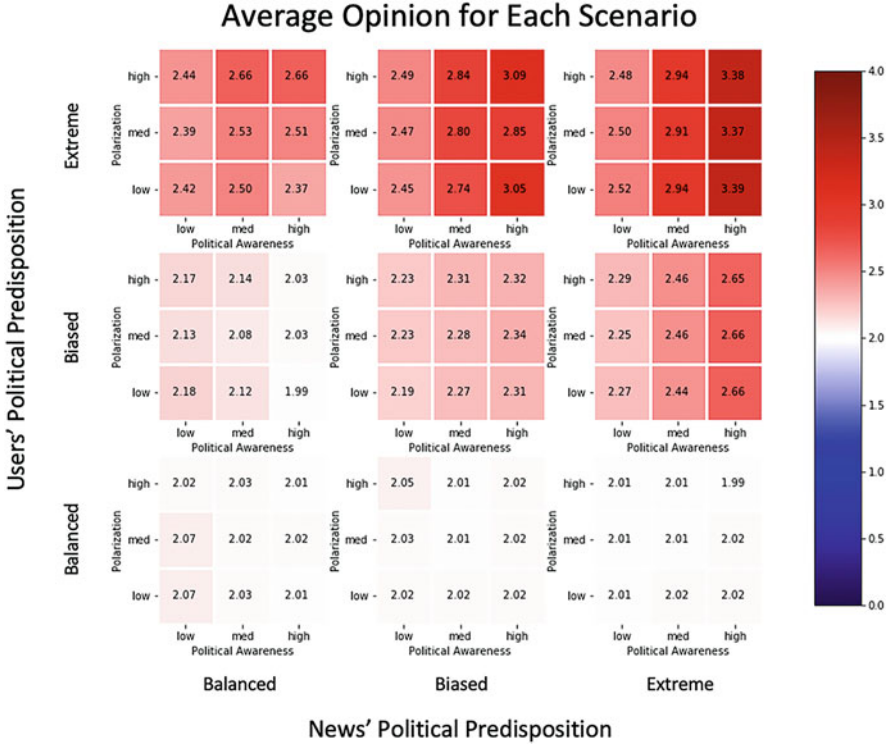 Average Opinion for Each Scenario
high 2.44 2.66 2.66 high 2.49 2.84 3.09 high 2.48 2.94 3.38 4.0
Polarization med 2.39 2.53 2.51 Polarization med 2.47 2.80 2.85 Polarization med 2.50 2.91 3.37 3.5
Extreme
low 2.42 2.50 2.37 low 2.45 2.74 3.05 low 2.52 2.94 3.39 3.0
low med high low med high low med high
Political Awareness Political Awareness Political Awareness
high 2.17 2.14 2.03 high 2.23 2.31 2.32 high 2.29 2.46 2.65 2.5
Polarization med 2.13 2.08 2.03 Polarization med 2.23 2.28 2.34 Polarization med 2.25 2.46 2.66 2.0
Biased
low 2.18 2.12 1.99 low 2.19 2.27 2.31 low 2.27 2.44 2.66 1.5
low med high low med high low med high
Political Awareness Political Awareness Political Awareness
high 2.02 2.03 2.01 high 2.05 2.01 2.02 high 2.01 2.01 1.99 1.0
Polarization med 2.07 2.02 2.02 Polarization med 2.03 2.01 2.02 Polarization med 2.01 2.01 2.02 0.5
Balanced
low 2.07 2.03 2.01 low 2.02 2.02 2.02 low 2.01 2.02 2.02 0.0
low med high low med high low med high
Political Awareness Political Awareness Political Awareness
Users' Political Predisposition
Balanced Biased Extreme
News' Political Predisposition